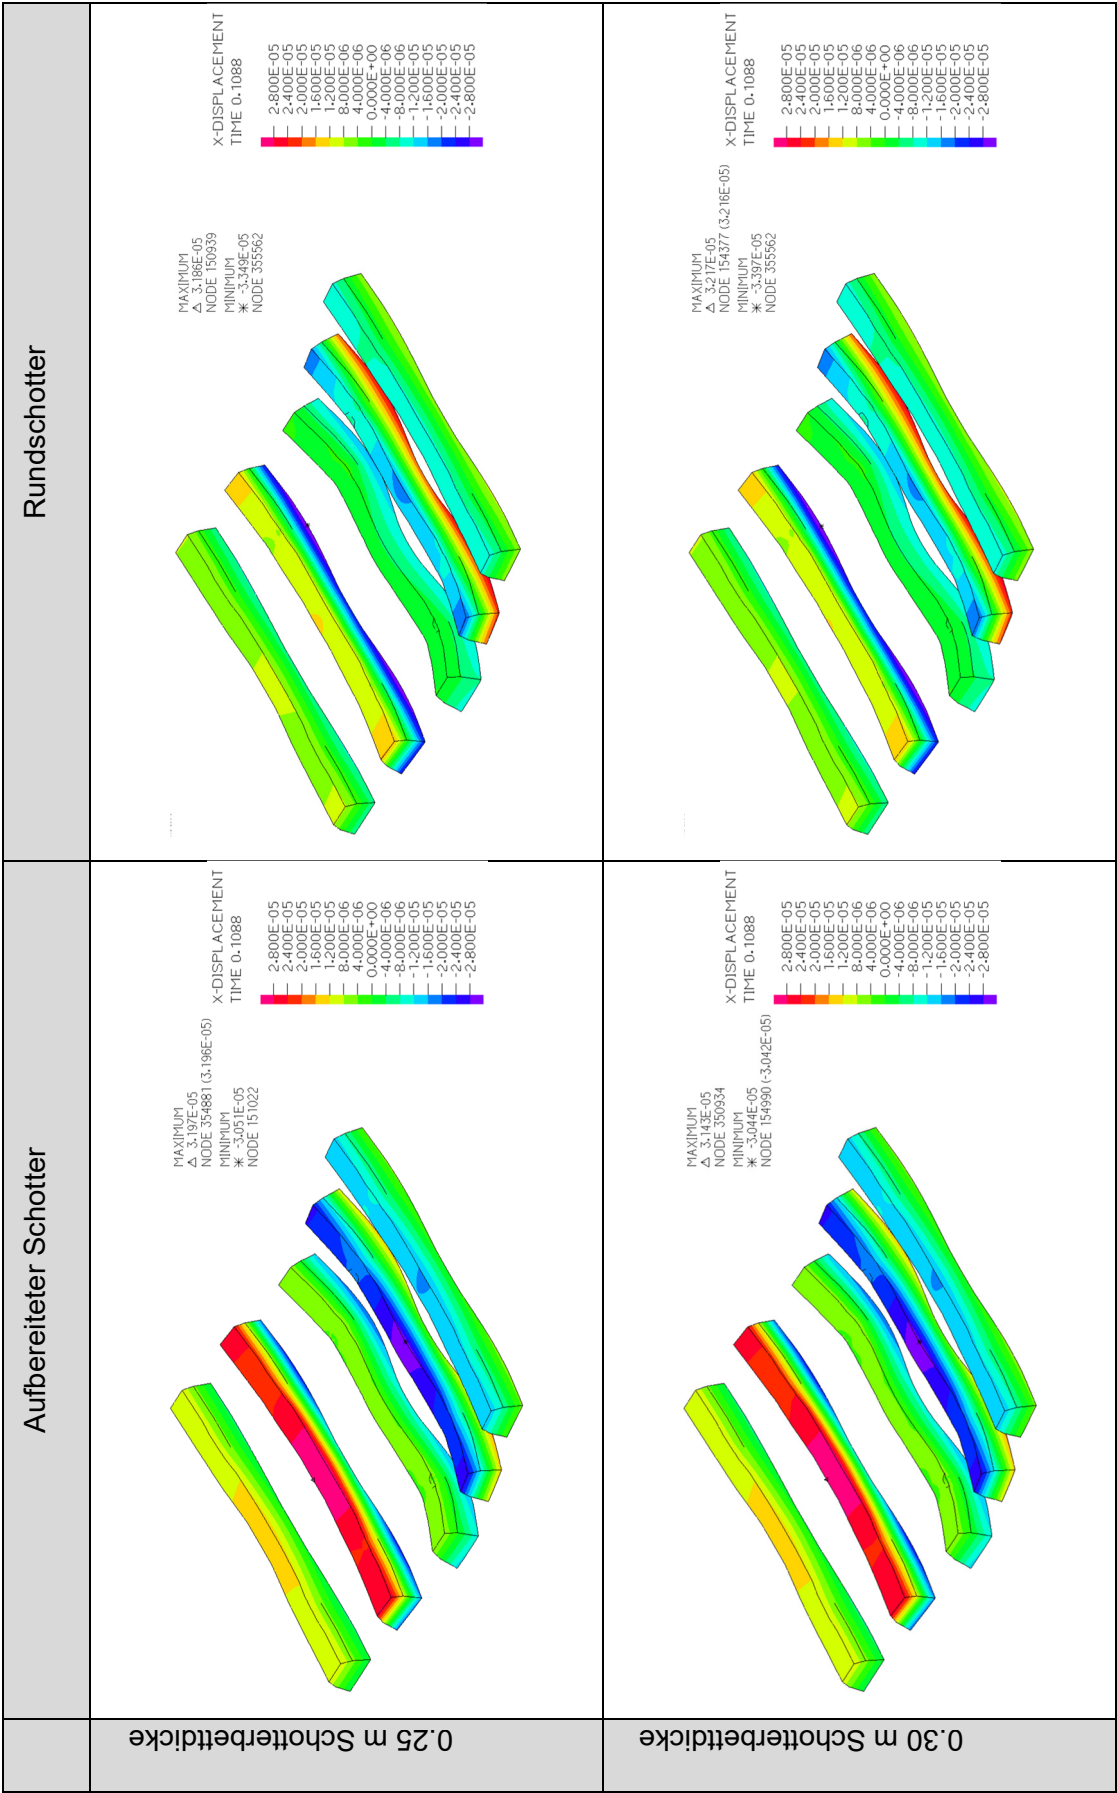 Aufbereiteter Schotter
Rundschotter
0.25 m Schotterbettdicke
MAXIMUM
Δ 3.197E-05
NODE 354881 (3.196E-05)
MINIMUM
* -3.051E-05
NODE 151022
X-DISPLACEMENT
TIME 0.1088
2.800E-05
2.400E-05
2.000E-05
1.600E-05
1.200E-05
8.000E-06
4.000E-06
0.000E+00
-4.000E-06
-8.000E-06
-1.200E-05
-1.600E-05
-2.000E-05
-2.400E-05
-2.800E-05
MAXIMUM
Δ 3.186E-05
NODE 150939
MINIMUM
* -3.349E-05
NODE 355562
X-DISPLACEMENT
TIME 0.1088
2.800E-05
2.400E-05
2.000E-05
1.600E-05
1.200E-05
8.000E-06
4.000E-06
0.000E+00
-4.000E-06
-8.000E-06
-1.200E-05
-1.600E-05
-2.000E-05
-2.400E-05
-2.800E-05
0.30 m Schotterbettdicke
MAXIMUM
Δ 3.143E-05
NODE 350934
MINIMUM
* -3.044E-05
NODE 154990 (-3.042E-05)
X-DISPLACEMENT
TIME 0.1088
2.800E-05
2.400E-05
2.000E-05
1.600E-05
1.200E-05
8.000E-06
4.000E-06
0.000E+00
-4.000E-06
-8.000E-06
-1.200E-05
-1.600E-05
-2.000E-05
-2.400E-05
-2.800E-05
MAXIMUM
Δ 3.217E-05
NODE 154377 (3.216E-05)
MINIMUM
* -3.397E-05
NODE 355562
X-DISPLACEMENT
TIME 0.1088
2.800E-05
2.400E-05
2.000E-05
1.600E-05
1.200E-05
8.000E-06
4.000E-06
0.000E+00
-4.000E-06
-8.000E-06
-1.200E-05
-1.600E-05
-2.000E-05
-2.400E-05
-2.800E-05